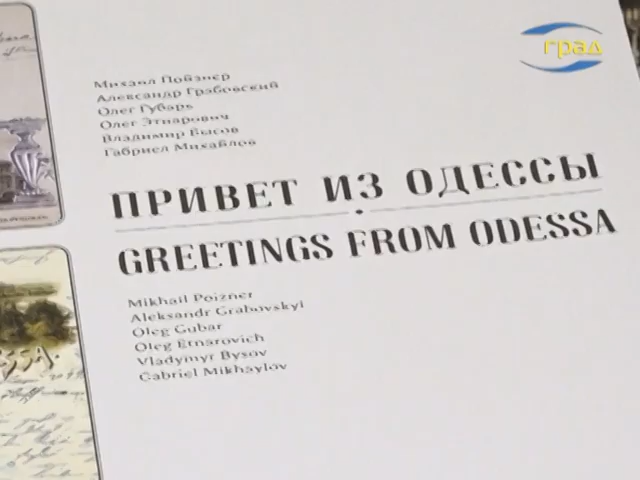 град
Михаил Пойзнер
Александр Грабовский
Олег Губарь
Олег Этнарович
Владимир Бысов
Габриел Михайлов
ПРИВЕТ ИЗ ОДЕССЫ
GREETINGS FROM ODESSA
Mikhail Poizner
Aleksandr Grabovskyi
Oleg Gubar
Oleg Etnarovich
Vladymyr Bysov
Gabriel Mikhaylov
SSA.